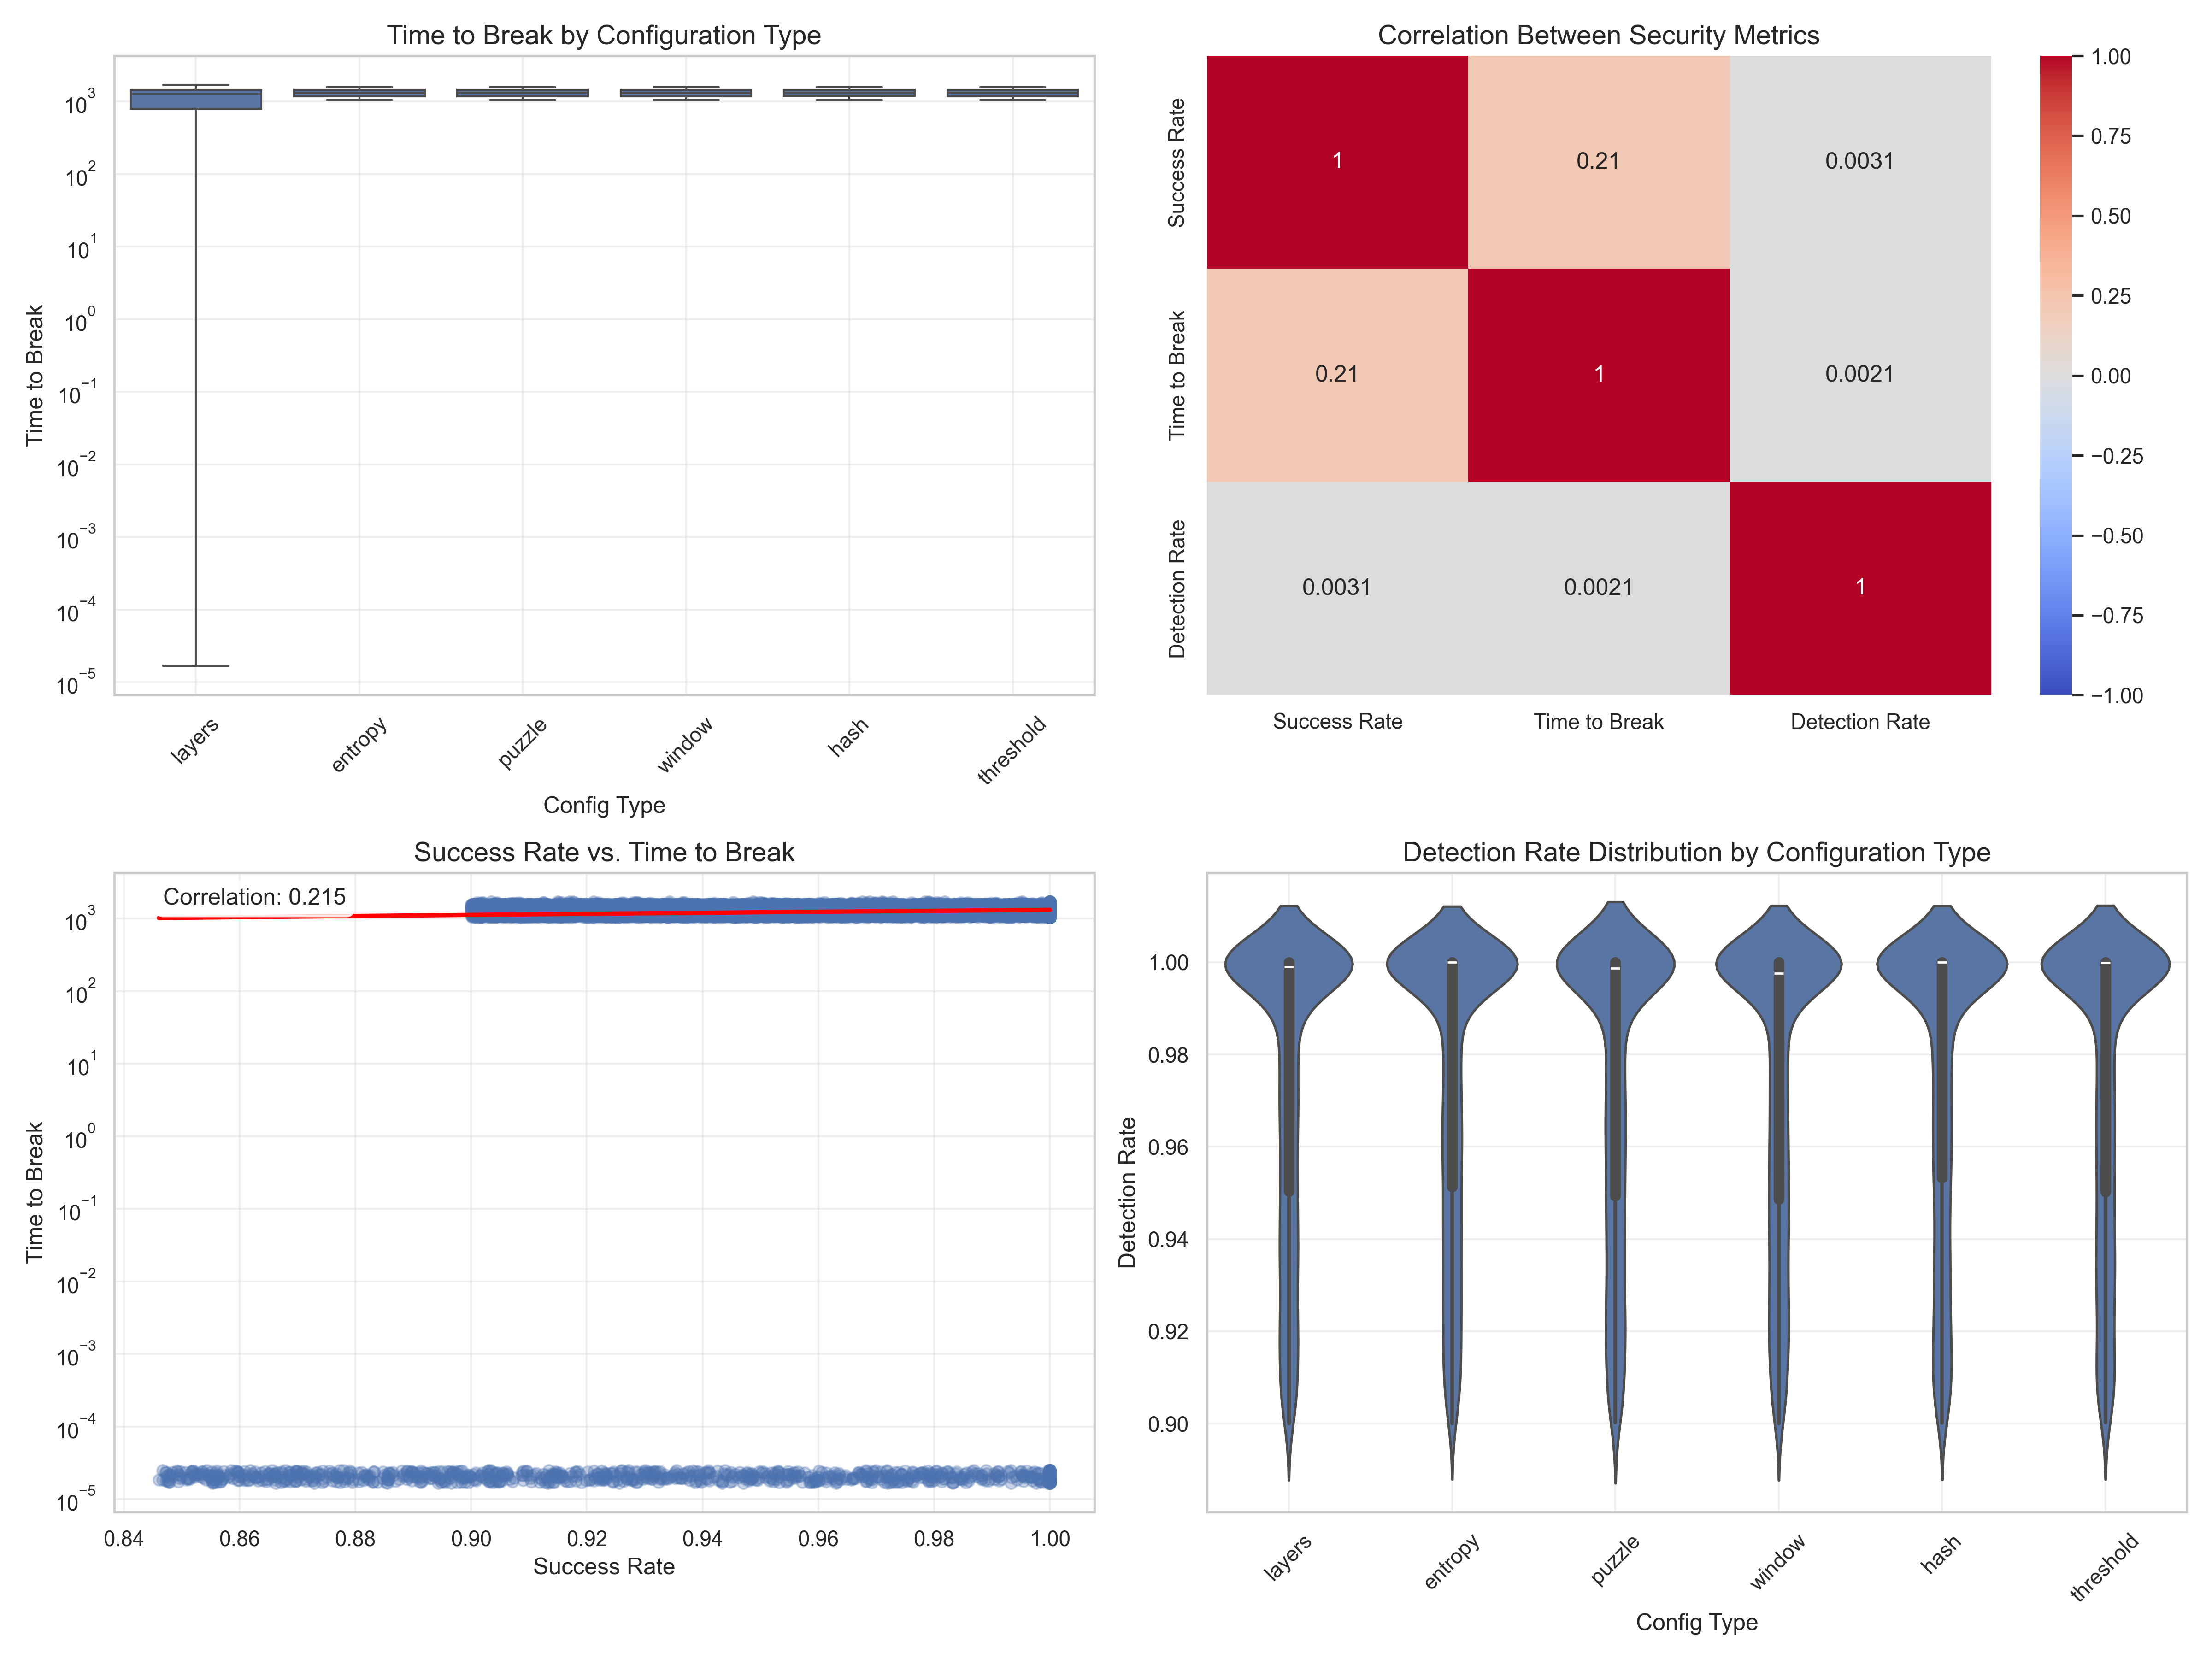 Time to Break by Configuration Type
Time to Break
10^3
10^2
10^1
10^0
10^−1
10^−2
10^−3
10^−4
10^−5
layers
entropy
puzzle
window
hash
threshold
Config Type
Correlation Between Security Metrics
Success Rate
Time to Break
Detection Rate
1 0.21 0.0031
0.21 1 0.0021
0.0031 0.0021 1
Success Rate Time to Break Detection Rate
1.00
0.75
0.50
0.25
0.00
−0.25
−0.50
−0.75
−1.00
Success Rate vs. Time to Break
Correlation: 0.215
Time to Break
10^3
10^2
10^1
10^0
10^−1
10^−2
10^−3
10^−4
10^−5
0.84 0.86 0.88 0.90 0.92 0.94 0.96 0.98 1.00
Success Rate
Detection Rate Distribution by Configuration Type
Detection Rate
1.00
0.98
0.96
0.94
0.92
0.90
layers
entropy
puzzle
window
hash
threshold
Config Type